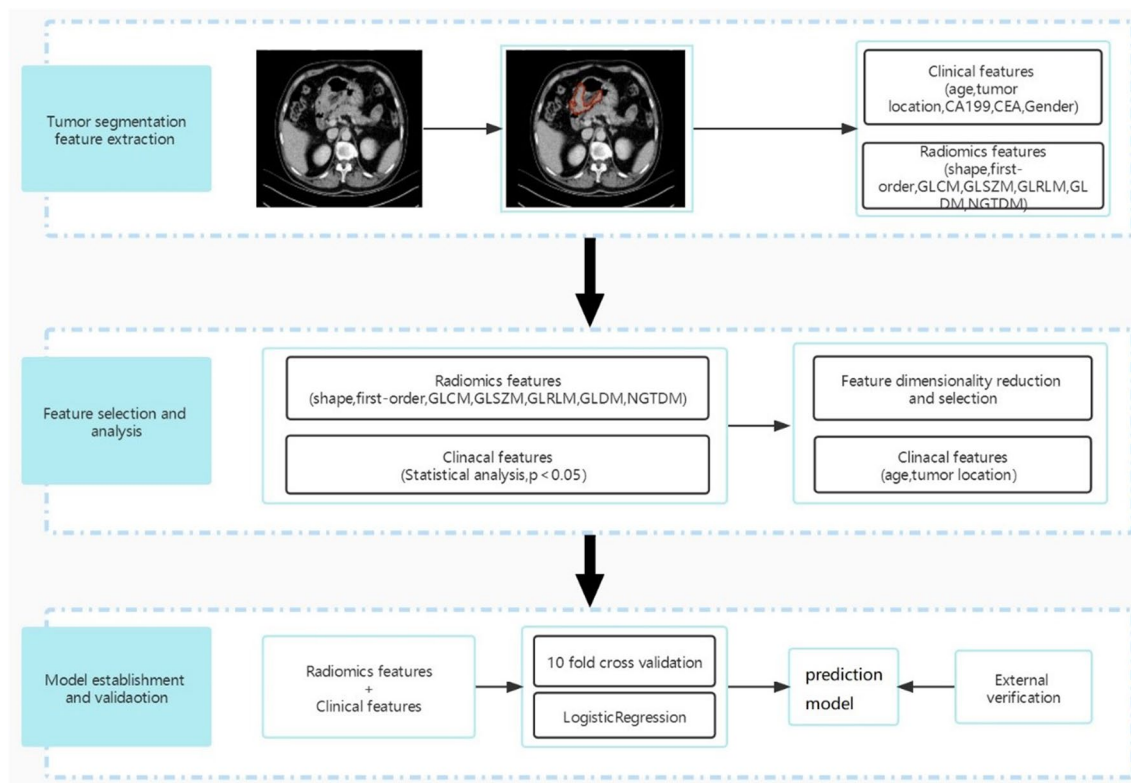 Tumor segmentation
feature extraction
Clinical features
(age,tumor
location,CA199,CEA,Gender)
Radiomics features
(shape,first-
order,GLCM,GLSZM,GLRLM,GL
DM,NGTDM)
Feature selection and
analysis
Radiomics features
(shape,first-order,GLCM,GLSZM,GLRLM,GLDM,NGTDM)
Clinacal features
(Statistical analysis,p<0.05)
Feature dimensionality reduction
and selection
Clinacal features
(age,tumor location)
Model establishment
and validaotion
Radiomics features
+
Clinical features
10 fold cross validation
LogisticRegression
prediction
model
External
verification